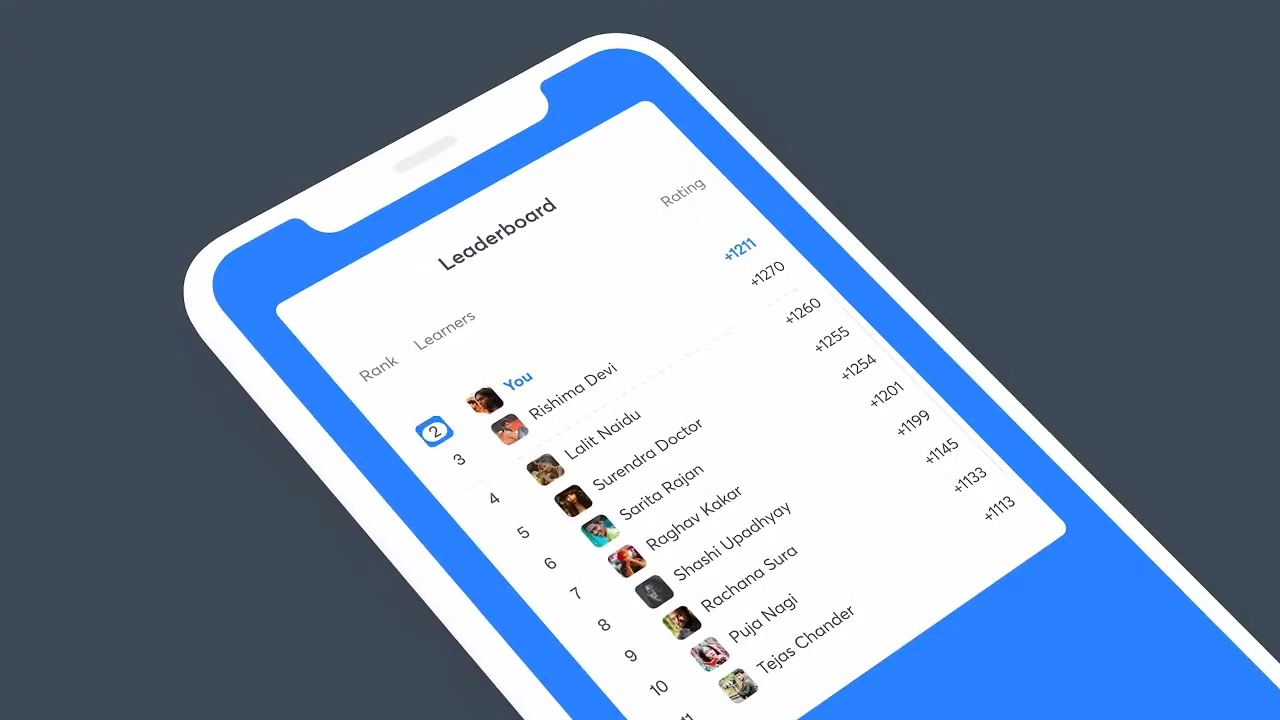 Leaderboard
Rank Learners Rating
2 You +1211
3 Rishima Devi +1270
4 Lalit Naidu +1260
5 Surendra Doctor +1255
6 Sarita Rajan +1254
7 Raghav Kakar +1201
8 Shashi Upadhyay +1199
9 Rachana Sura +1145
10 Puja Nagi +1133
11 Tejas Chander +1113